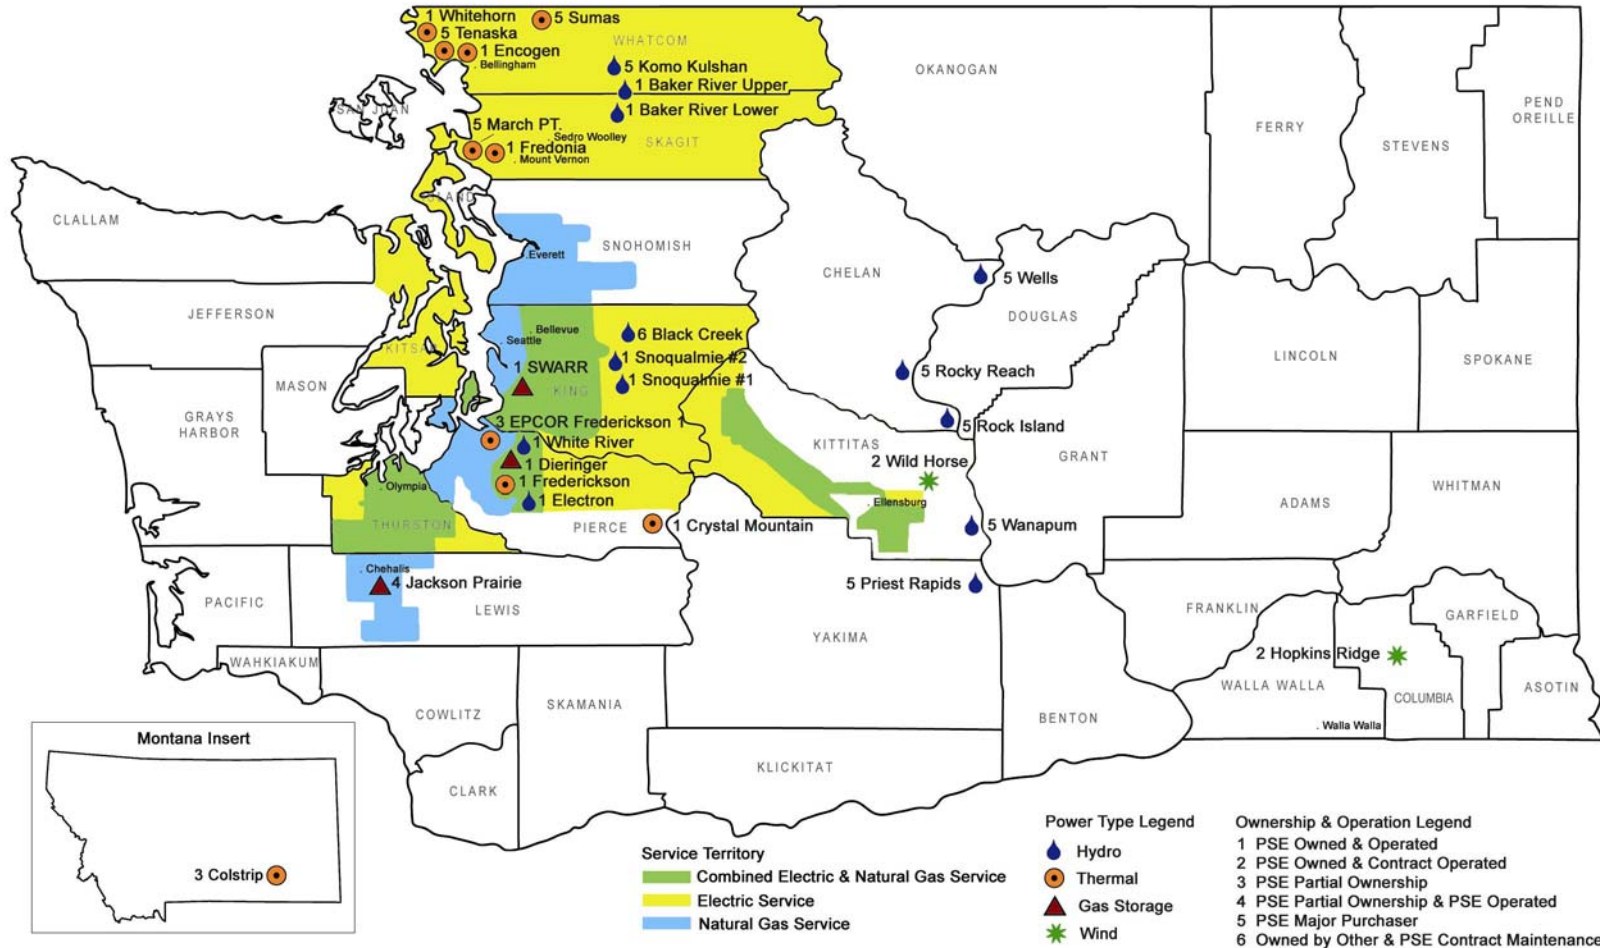 1 Whitehorn
5 Sumas
5 Tenaska
1 Encogen
Bellingham
WHATCOM
5 Komo Kulshan
1 Baker River Upper
1 Baker River Lower
SAN JUAN
5 March PT.
Sedro Woolley
1 Fredonia
Mount Vernon
SKAGIT
OKANOGAN
FERRY
STEVENS
PEND
OREILLE
ISLAND
CLALLAM
Everett
SNOHOMISH
CHELAN
5 Wells
DOUGLAS
JEFFERSON
Bellevue
Seattle
6 Black Creek
KITSAP
1 Snoqualmie #2
1 SWARR
1 Snoqualmie #1
KING
5 Rocky Reach
LINCOLN
SPOKANE
MASON
GRAYS
HARBOR
3 EPCOR Frederickson 1
1 White River
1 Dieringer
1 Frederickson
1 Electron
5 Rock Island
KITTITAS
2 Wild Horse
GRANT
Olympia
Ellensburg
ADAMS
WHITMAN
THURSTON
PIERCE
1 Crystal Mountain
5 Wanapum
Chehalis
4 Jackson Prairie
5 Priest Rapids
PACIFIC
LEWIS
YAKIMA
FRANKLIN
GARFIELD
WAHKIAKUM
2 Hopkins Ridge
WALLA WALLA
COLUMBIA
ASOTIN
COWLITZ
SKAMANIA
BENTON
Walla Walla
KLICKITAT
CLARK
Montana Insert
3 Colstrip
Service Territory
Combined Electric & Natural Gas Service
Electric Service
Natural Gas Service
Power Type Legend
Hydro
Thermal
Gas Storage
Wind
Ownership & Operation Legend
1 PSE Owned & Operated
2 PSE Owned & Contract Operated
3 PSE Partial Ownership
4 PSE Partial Ownership & PSE Operated
5 PSE Major Purchaser
6 Owned by Other & PSE Contract Maintenance